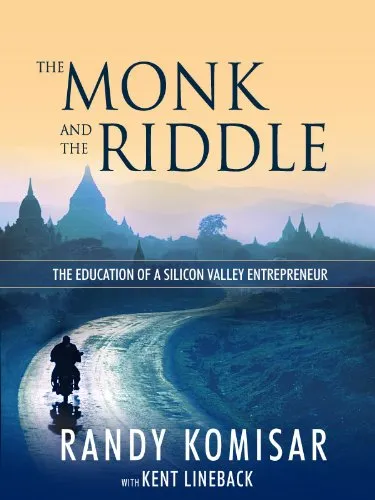 THE
MONK
AND THE
RIDDLE
THE EDUCATION OF A SILICON VALLEY ENTREPRENEUR
RANDY KOMISAR
WITH KENT LINEBACK